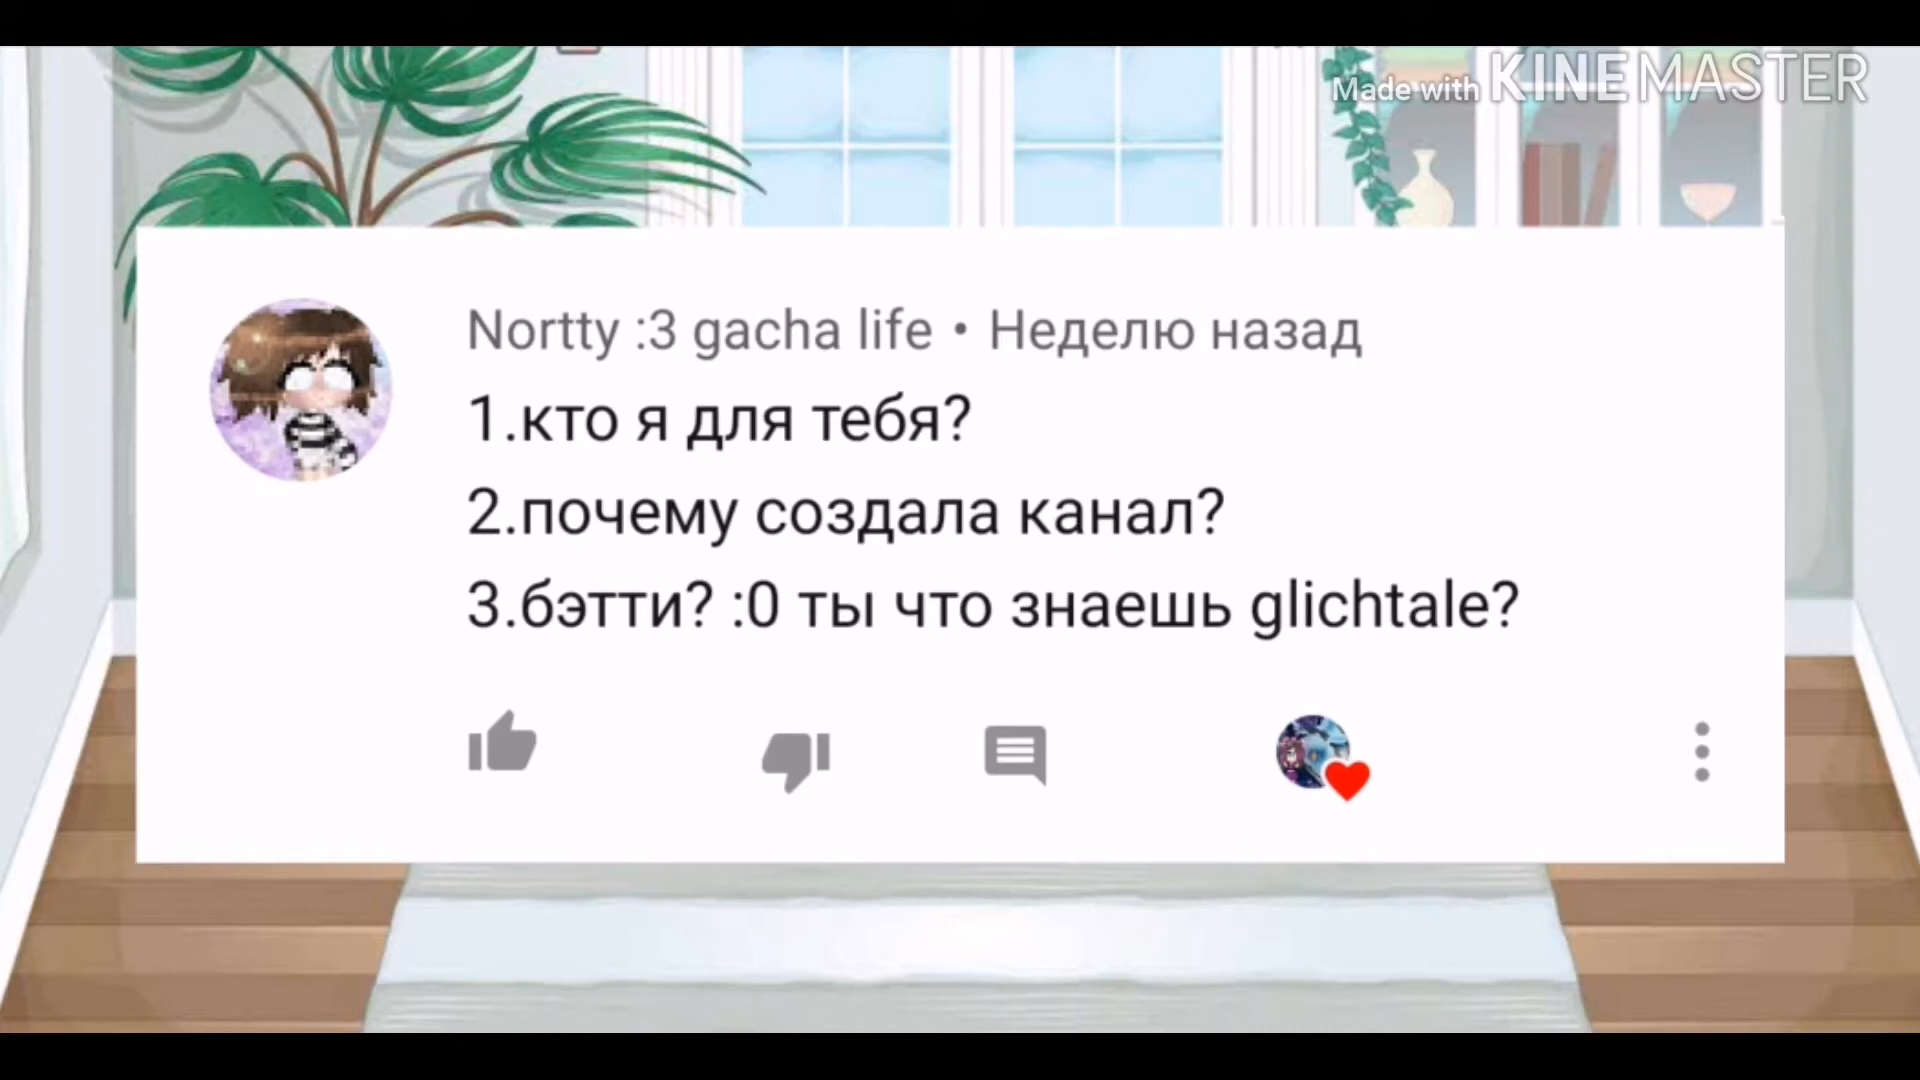 Made with KINEMASTER
Nortty :3 gacha life • Неделю назад
1.кто я для тебя?
2.почему создала канал?
3.бэтти? :0 ты что знаешь glichtale?